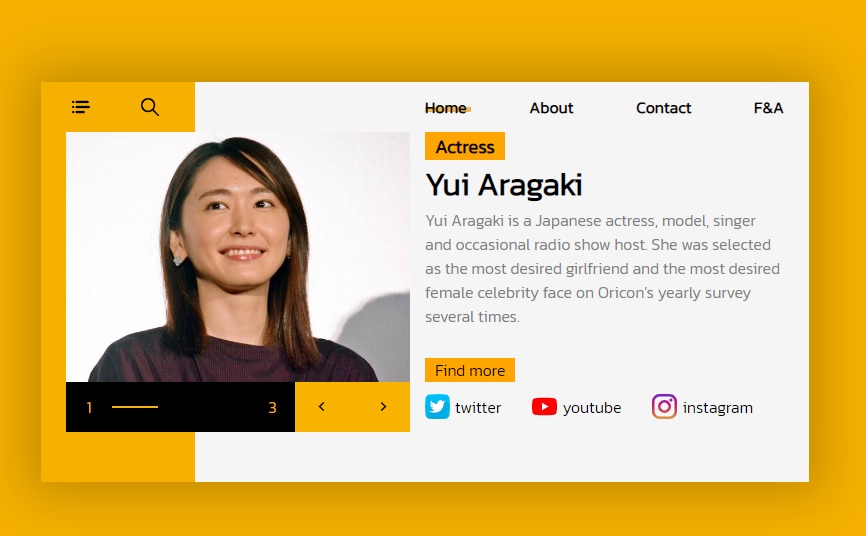 Home About Contact F&A
Actress
Yui Aragaki
Yui Aragaki is a Japanese actress, model, singer
and occasional radio show host. She was selected
as the most desired girlfriend and the most desired
female celebrity face on Oricon's yearly survey
several times.
Find more
1 3
twitter youtube instagram